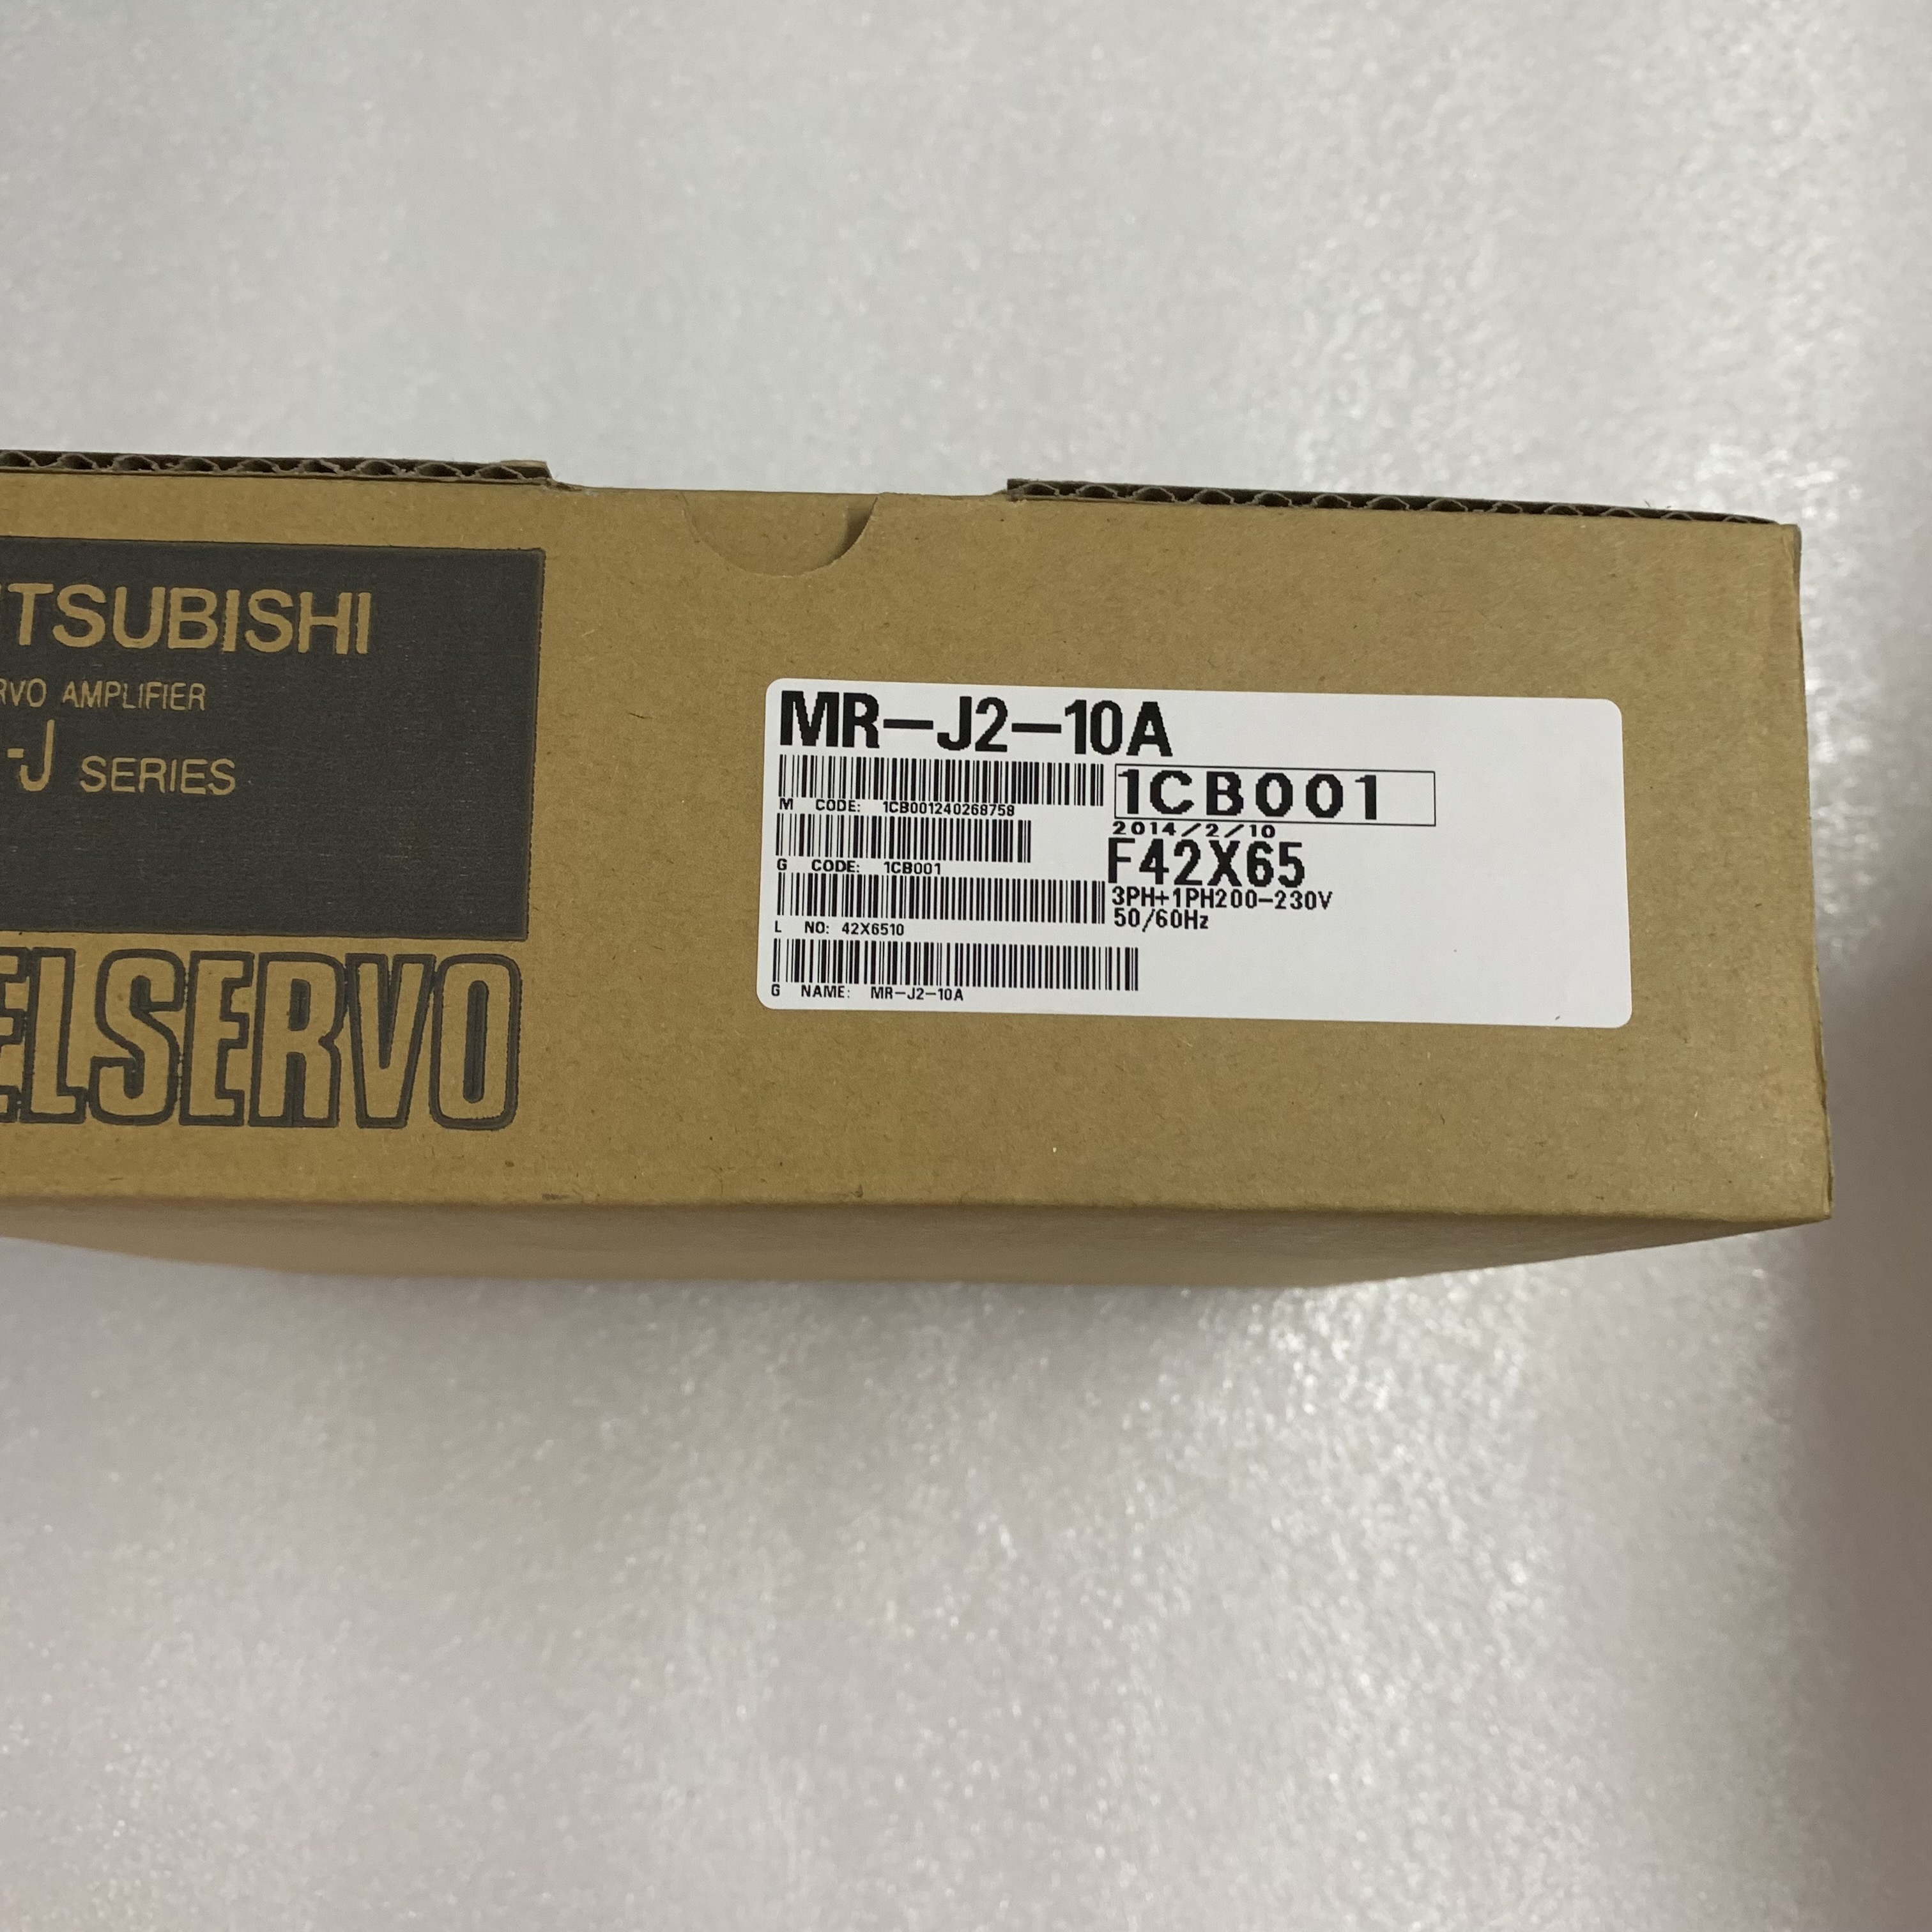 ITSUBISHI
RVO AMPLIFIER
-J SERIES
ELSERVO
MR-J2-10A
1CB001
M CODE: 1CB001240268758
2014/2/10
F42X65
G CODE: 1CB001
3PH+1PH200-230V
50/60Hz
L NO: 42X6510
G NAME: MR-J2-10A